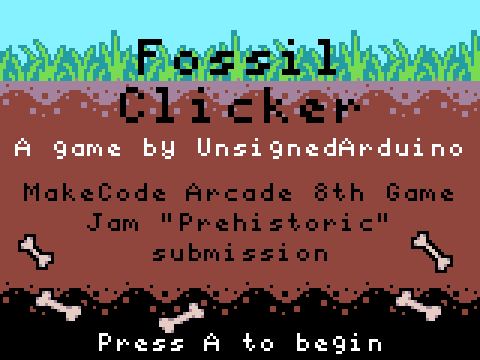 Fossil
Clicker
A game by UnsignedArduino
MakeCode Arcade 8th Game
Jam "Prehistoric"
submission
Press A to begin